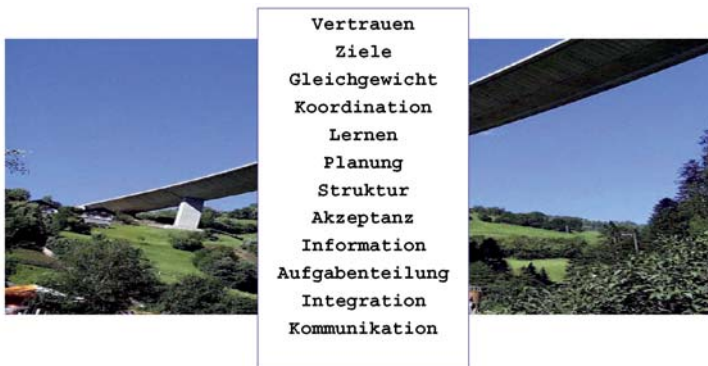 Vertrauen
Ziele
Gleichgewicht
Koordination
Lernen
Planung
Struktur
Akzeptanz
Information
Aufgabenteilung
Integration
Kommunikation